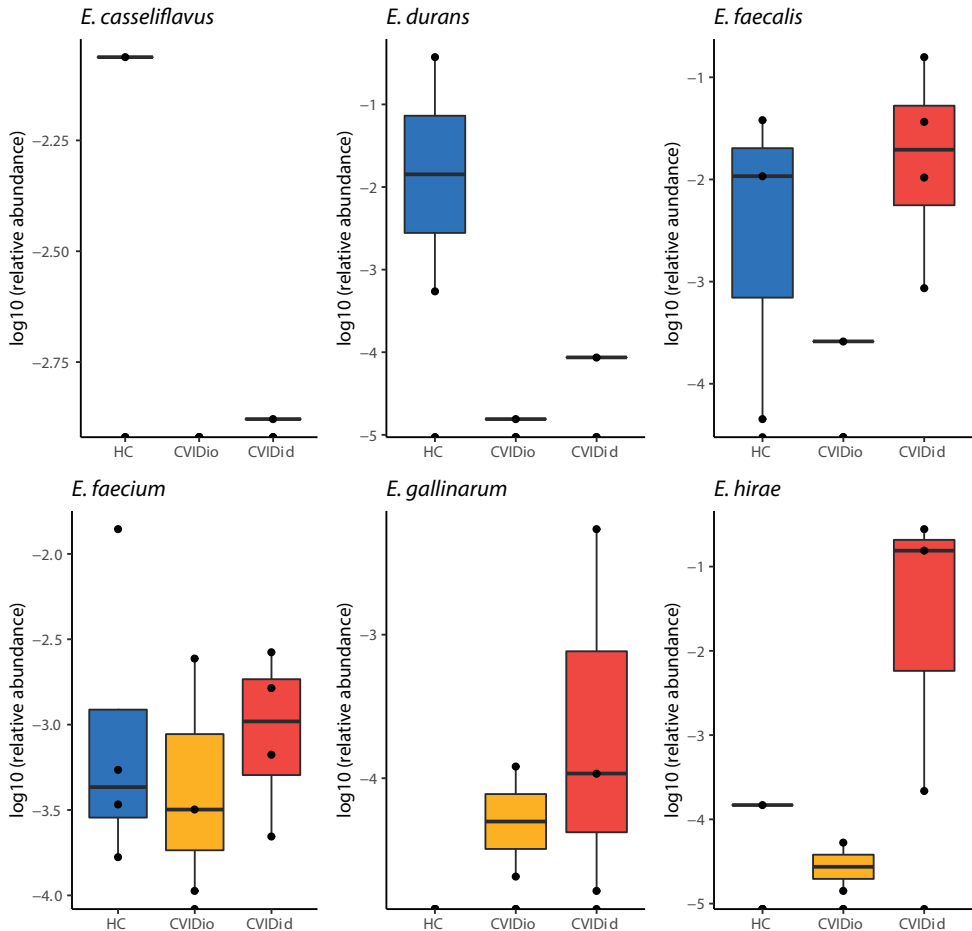 E. casseliflavus
log10 (relative abundance)
−2.25
−2.50
−2.75
HC CVIDio CVIDid
E. durans
log10 (relative abundance)
−1
−2
−3
−4
−5
HC CVIDio CVIDid
E. faecalis
log10 (relative aundance)
−1
−2
−3
−4
HC CVIDio CVIDid
E. faecium
log10 (relative abundance)
−2.0
−2.5
−3.0
−3.5
−4.0
HC CVIDio CVIDid
E. gallinarum
log10 (relative abundance)
−3
−4
HC CVIDio CVIDid
E. hirae
log10 (relative abundance)
−1
−2
−3
−4
−5
HC CVIDio CVIDid